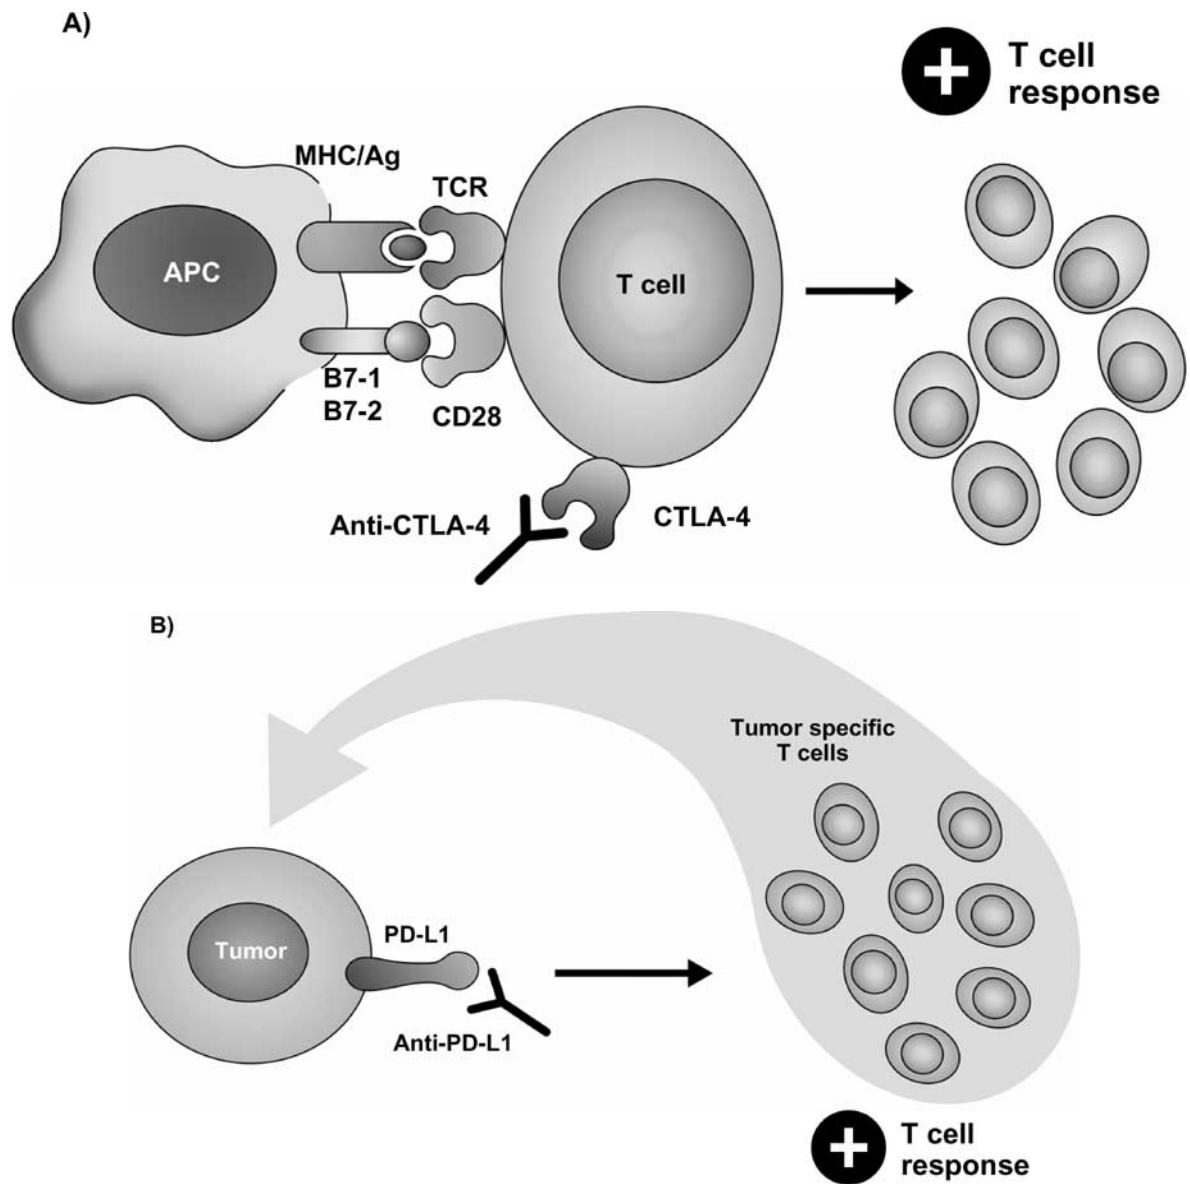 A)
T cell
response
MHC/Ag
TCR
APC
T cell
B7-1
B7-2
CD28
Anti-CTLA-4
CTLA-4
B)
Tumor specific
T cells
PD-L1
Tumor
Anti-PD-L1
T cell
response